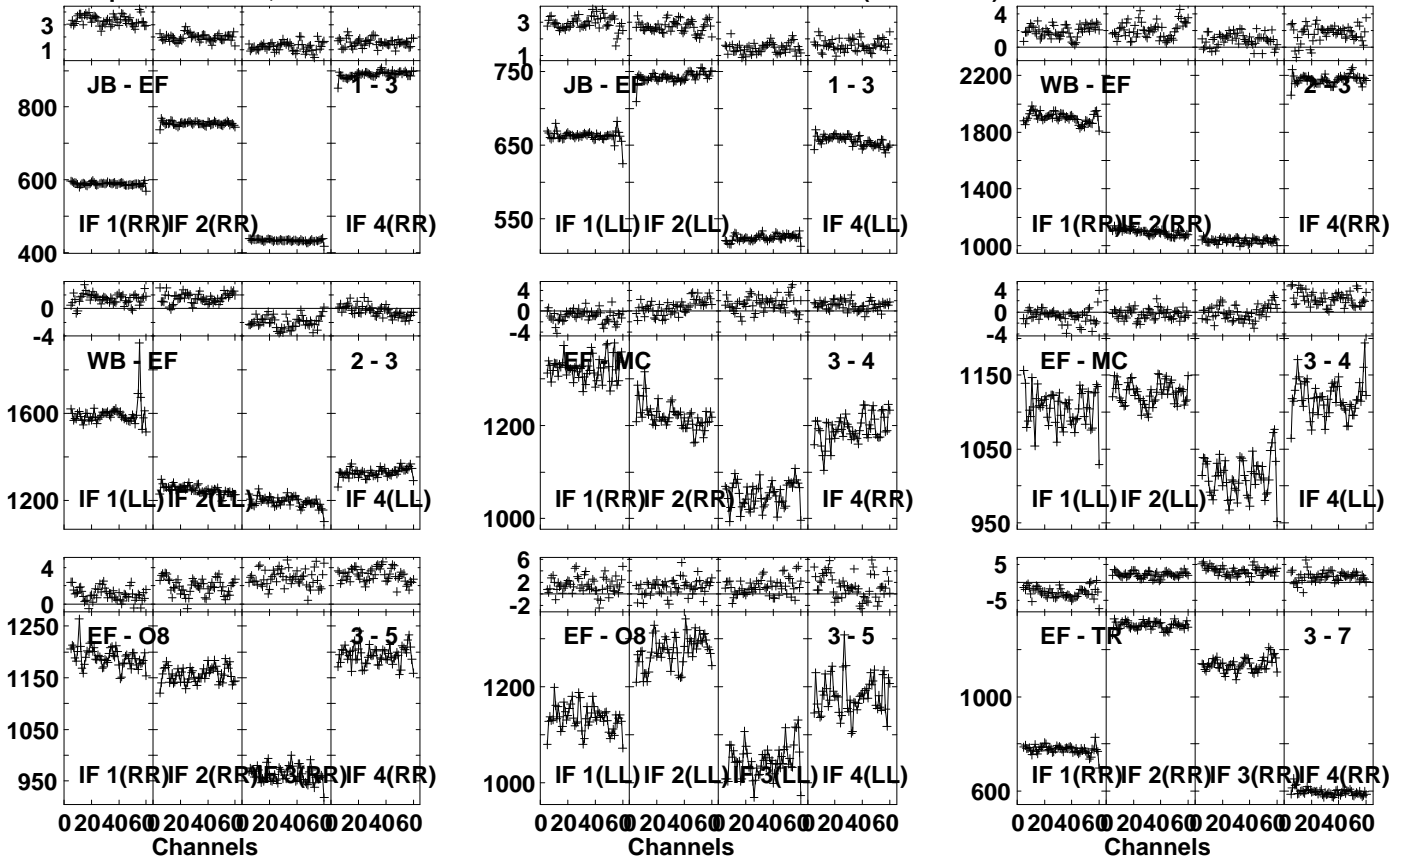 3 3 4
1 1 0
JB - EF 1 - 3 JB - EF 1 - 3 WB - EF 2 - 3
800 750 2200
600 650 1800
400 550 1400
1000
IF 1(RR) IF 2(RR) IF 4(RR) IF 1(LL) IF 2(LL) IF 4(LL) IF 1(RR) IF 2(RR) IF 4(RR)
0 4 4
-4 0 0
-4 -4
WB - EF 2 - 3 EF - MC 3 - 4 EF - MC 3 - 4
1600 1200 1150
1200 1000 1050
950
IF 1(LL) IF 2(LL) IF 4(LL) IF 1(RR) IF 2(RR) IF 4(RR) IF 1(LL) IF 2(LL) IF 4(LL)
4 6 5
0 2 -5
-2
EF - O8 3 - 5 EF - O8 3 - 5 EF - TR 3 - 7
1250 1200 1000
1150 1000 600
1050
950
IF 1(RR) IF 2(RR) IF 3(RR) IF 4(RR) IF 1(LL) IF 2(LL) IF 3(LL) IF 4(LL) IF 1(RR) IF 2(RR) IF 3(RR) IF 4(RR)
0 20 40 60 0 20 40 60 0 20 40 60 0 20 40 60 0 20 40 60 0 20 40 60 0 20 40 60 0 20 40 60 0 20 40 60 0 20 40 60 0 20 40 60 0 20 40 60
Channels Channels Channels